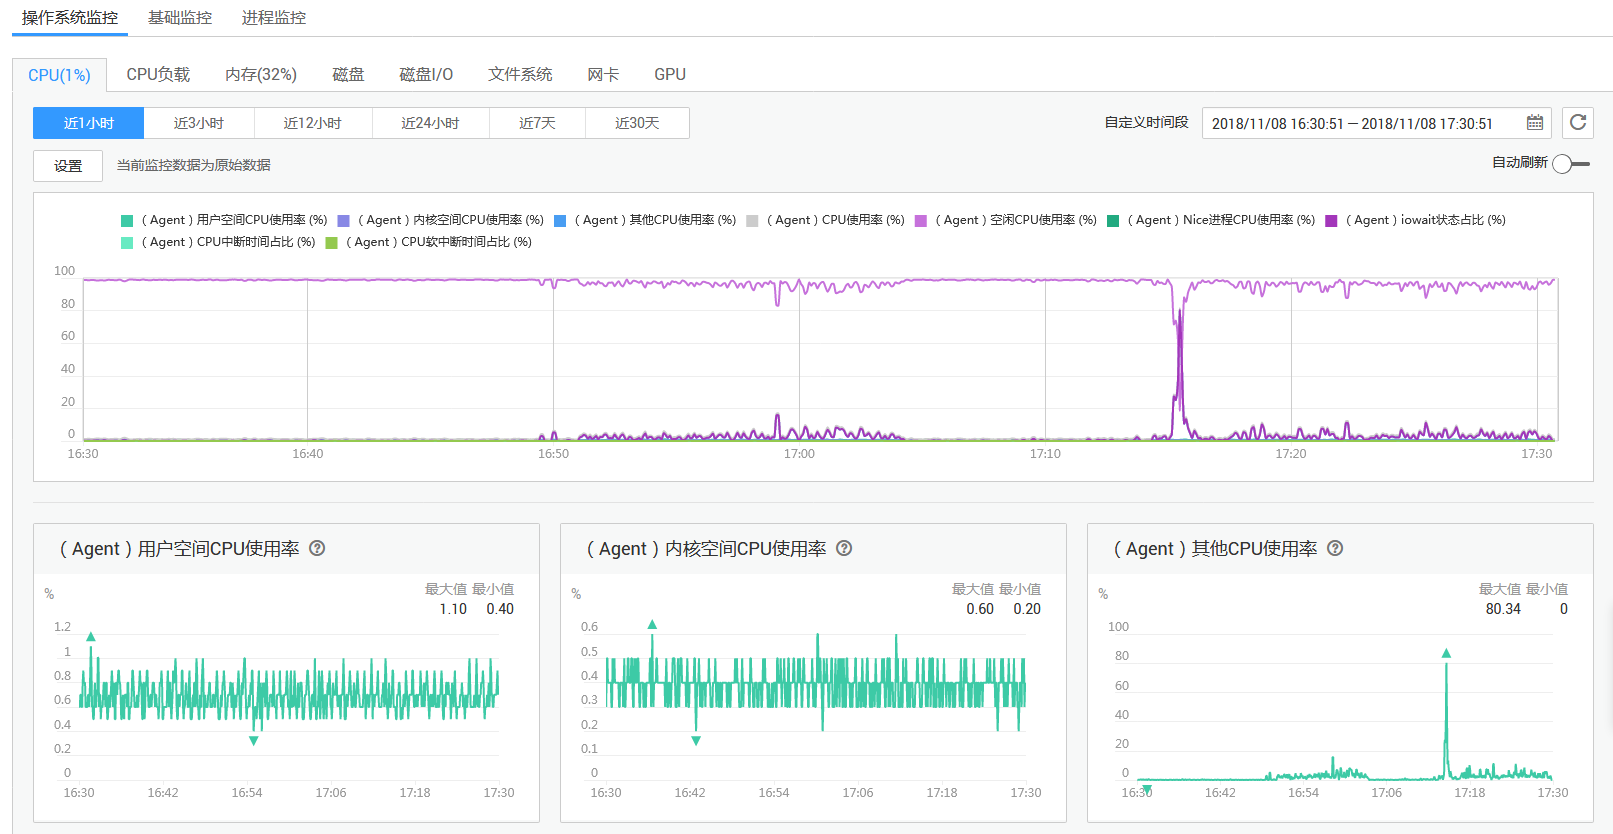 操作系统监控 基础监控 进程监控
CPU(1%) CPU负载 内存(32%) 磁盘 磁盘I/O 文件系统 网卡 GPU
近1小时 近3小时 近12小时 近24小时 近7天 近30天 自定义时间段 2018/11/08 16:30:51 — 2018/11/08 17:30:51
设置 当前监控数据为原始数据 自动刷新
（Agent）用户空间CPU使用率 (%) （Agent）内核空间CPU使用率 (%) （Agent）其他CPU使用率 (%) （Agent）CPU使用率 (%) （Agent）空闲CPU使用率 (%) （Agent）Nice进程CPU使用率 (%) （Agent）iowait状态占比 (%)
（Agent）CPU中断时间占比 (%) （Agent）CPU软中断时间占比 (%)
100
80
60
40
20
0
16:30 16:40 16:50 17:00 17:10 17:20 17:30
（Agent）用户空间CPU使用率 ?
% 最大值 最小值
1.10 0.40
1.2
1
0.8
0.6
0.4
0.2
0
16:30 16:42 16:54 17:06 17:18 17:30
（Agent）内核空间CPU使用率 ?
% 最大值 最小值
0.60 0.20
0.6
0.5
0.4
0.3
0.2
0.1
0
16:30 16:42 16:54 17:06 17:18 17:30
（Agent）其他CPU使用率 ?
% 最大值 最小值
80.34 0
100
80
60
40
20
0
16:30 16:42 16:54 17:06 17:18 17:30